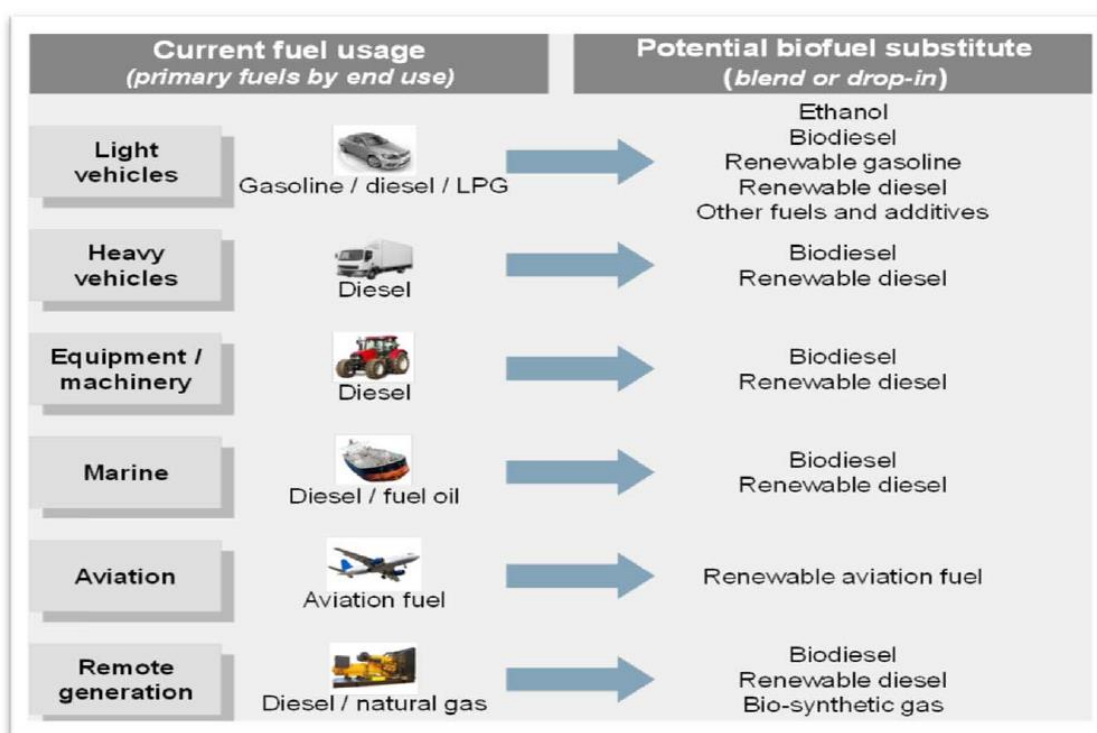 Current fuel usage
(primary fuels by end use)
Potential biofuel substitute
(blend or drop-in)
Light
vehicles
Gasoline / diesel / LPG
Ethanol
Biodiesel
Renewable gasoline
Renewable diesel
Other fuels and additives
Heavy
vehicles
Diesel
Biodiesel
Renewable diesel
Equipment /
machinery
Diesel
Biodiesel
Renewable diesel
Marine
Diesel / fuel oil
Biodiesel
Renewable diesel
Aviation
Aviation fuel
Renewable aviation fuel
Remote
generation
Diesel / natural gas
Biodiesel
Renewable diesel
Bio-synthetic gas